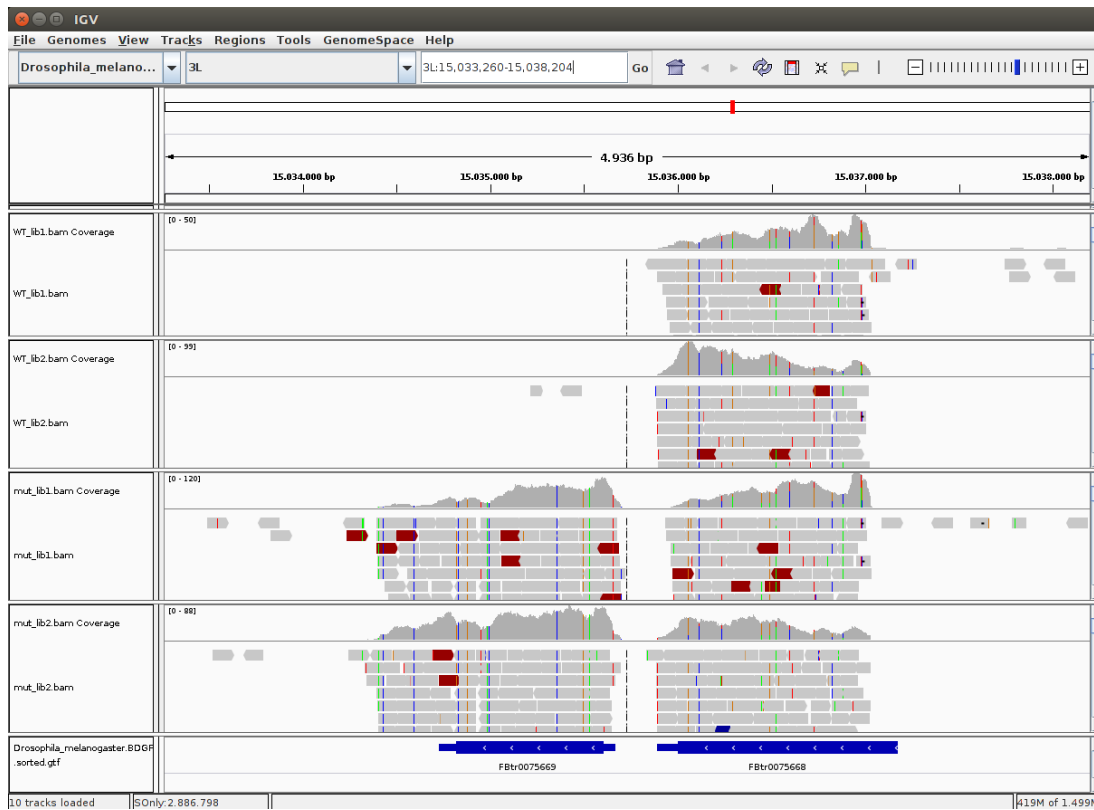 IGV
File Genomes View Tracks Regions Tools GenomeSpace Help
Drosophila_melano... 3L 3L:15,033,260-15,038,204 Go
4.936 bp
15.034.000 bp 15.035.000 bp 15.036.000 bp 15.037.000 bp 15.038.000 bp
WT_lib1.bam Coverage [0 - 50]
WT_lib1.bam
WT_lib2.bam Coverage [0 - 99]
WT_lib2.bam
mut_lib1.bam Coverage [0 - 120]
mut_lib1.bam
mut_lib2.bam Coverage [0 - 88]
mut_lib2.bam
Drosophila_melanogaster.BDGP
.sorted.gtf
FBtr0075669 FBtr0075668
10 tracks loaded SOnly:2.886.798 419M of 1.499M